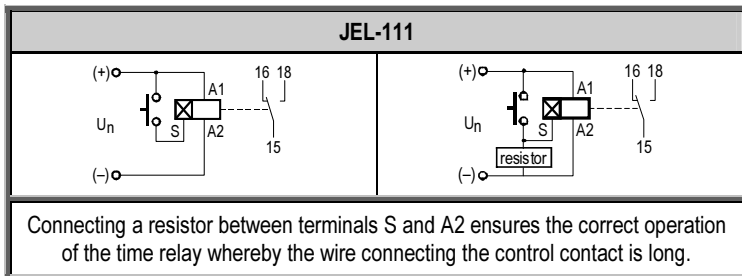 JEL-111
(+) 16 18
A1
Un S A2
15
(–)
(+) 16 18
A1
Un S A2
15
resistor
(–)
Connecting a resistor between terminals S and A2 ensures the correct operation
of the time relay whereby the wire connecting the control contact is long.